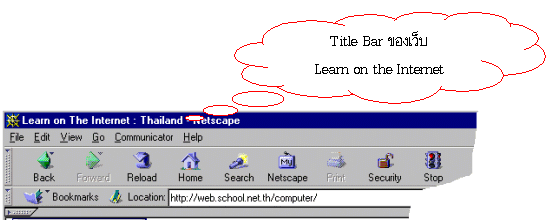 Title Bar ของเว็บ
Learn on the Internet
Learn on The Internet : Thailand - Netscape
File Edit View Go Communicator Help
Back Forward Reload Home Search Netscape Print Security Stop
Bookmarks Location: http://web.school.net.th/computer/